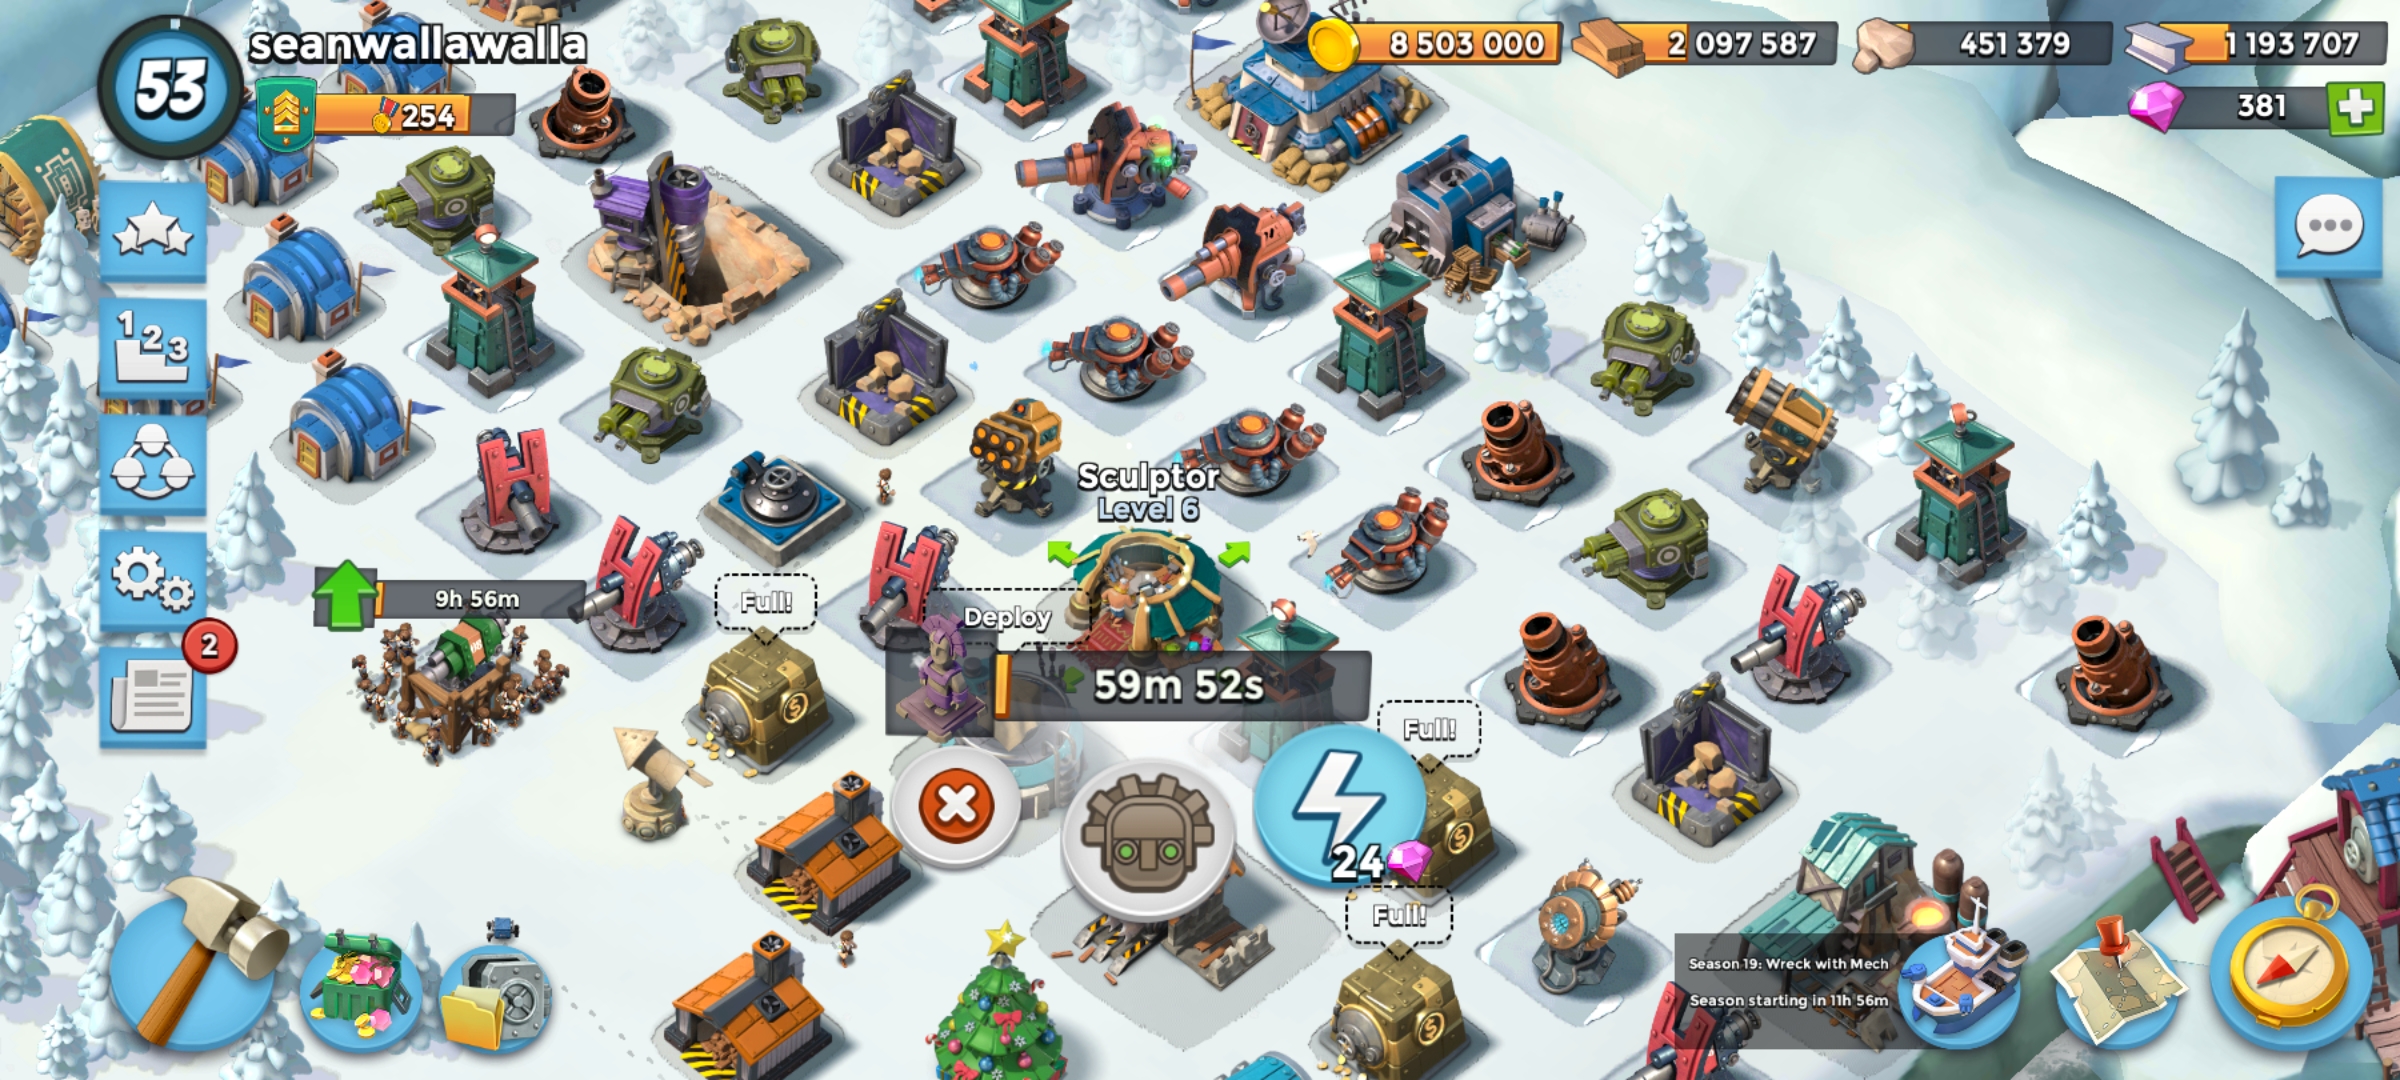 53
seanwallawalla
254
8 503 000
2 097 587
451 379
1 193 707
381
123
2
9h 56m
Full!
Sculptor
Level 6
Deploy
59m 52s
Full!
24
Full!
Season 19: Wreck with Mech
Season starting in 11h 56m